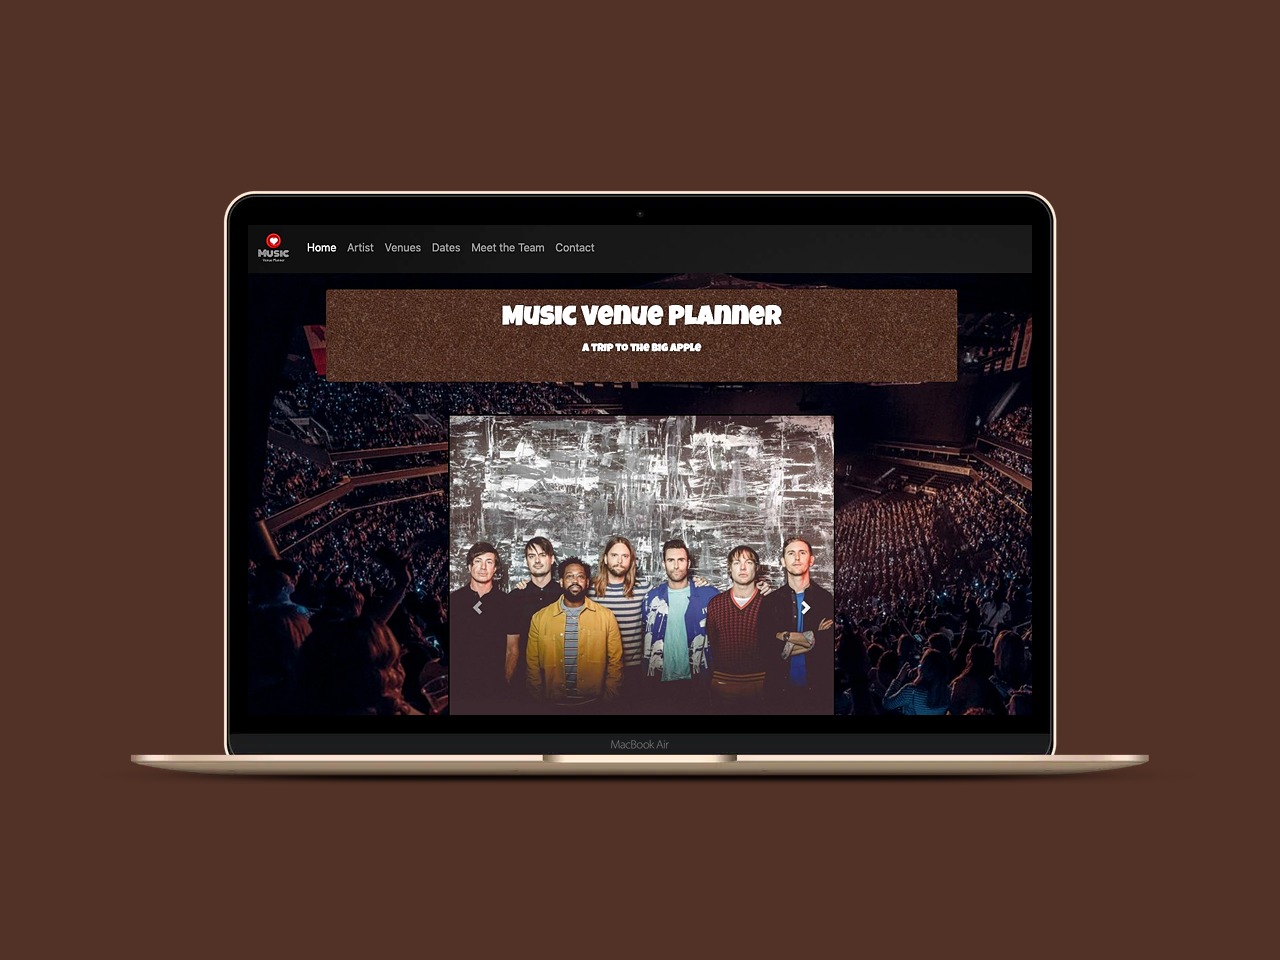 MUSIC
Venue Planner
Home Artist Venues Dates Meet the Team Contact
Music Venue Planner
A Trip to the Big Apple
MacBook Air